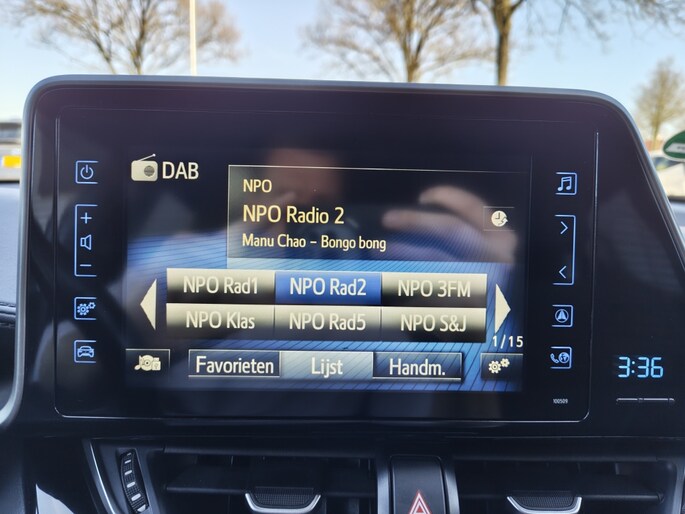 DAB
NPO
NPO Radio 2
Manu Chao - Bongo bong
NPO Rad1 NPO Rad2 NPO 3FM
NPO Klas NPO Rad5 NPO S&J
1/15
Favorieten Lijst Handm.
3:36
100509